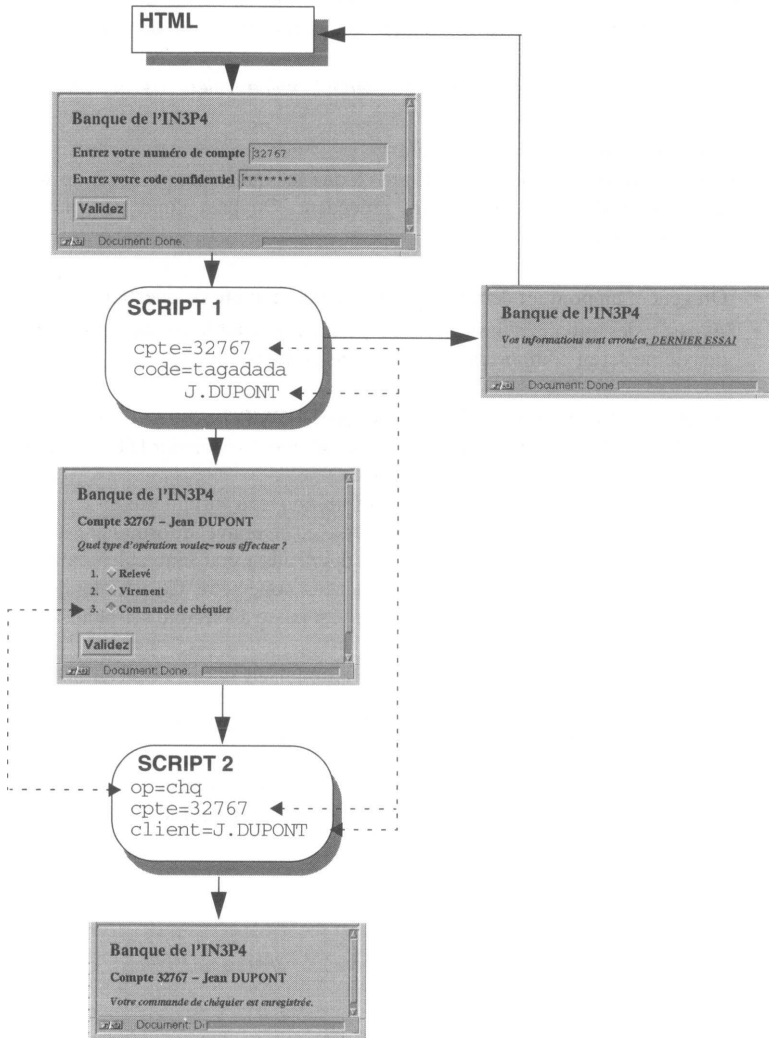 HTML
Banque de l'IN3P4
Entrez votre numéro de compte 32767
Entrez votre code confidentiel ********
Validez
Document: Done.
SCRIPT 1
cpte=32767
code=tagadada
J.DUPONT
Banque de l'IN3P4
Vos informations sont erronées, DERNIER ESSAI
Document: Done
Banque de l'IN3P4
Compte 32767 – Jean DUPONT
Quel type d'opération voulez-vous effectuer ?
1. Relevé
2. Virement
3. Commande de chéquier
Validez
Document: Done.
SCRIPT 2
op=chq
cpte=32767
client=J.DUPONT
Banque de l'IN3P4
Compte 32767 – Jean DUPONT
Votre commande de chéquier est enregistrée.
Document: D